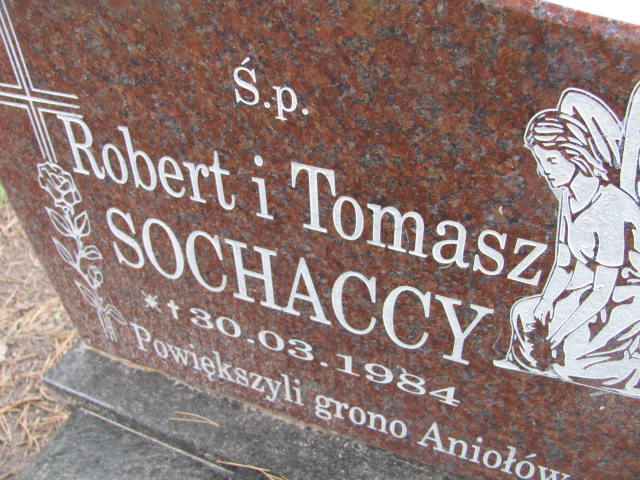 Ś.p.
Robert i Tomasz
SOCHACCY
* † 30.03.1984
Powiększyli grono Aniołów